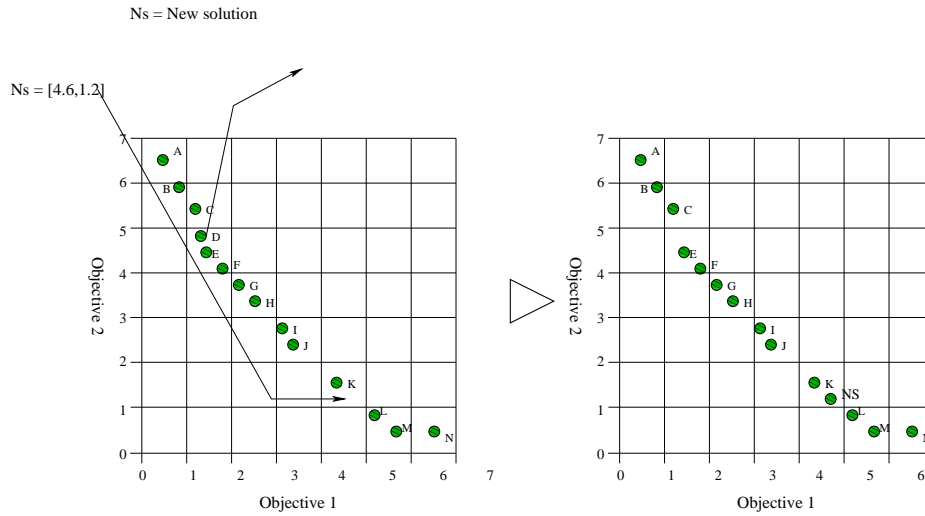 Ns = New solution
Ns = [4.6,1.2]
7
6
5
4
3
2
1
0
Objective 2
A
B
C
D
E
F
G
H
I
J
K
L
M
N
0 1 2 3 4 5 6 7
Objective 1
7
6
5
4
3
2
1
0
Objective 2
A
B
C
E
F
G
H
I
J
K
NS
L
M
0 1 2 3 4 5 6
Objective 1